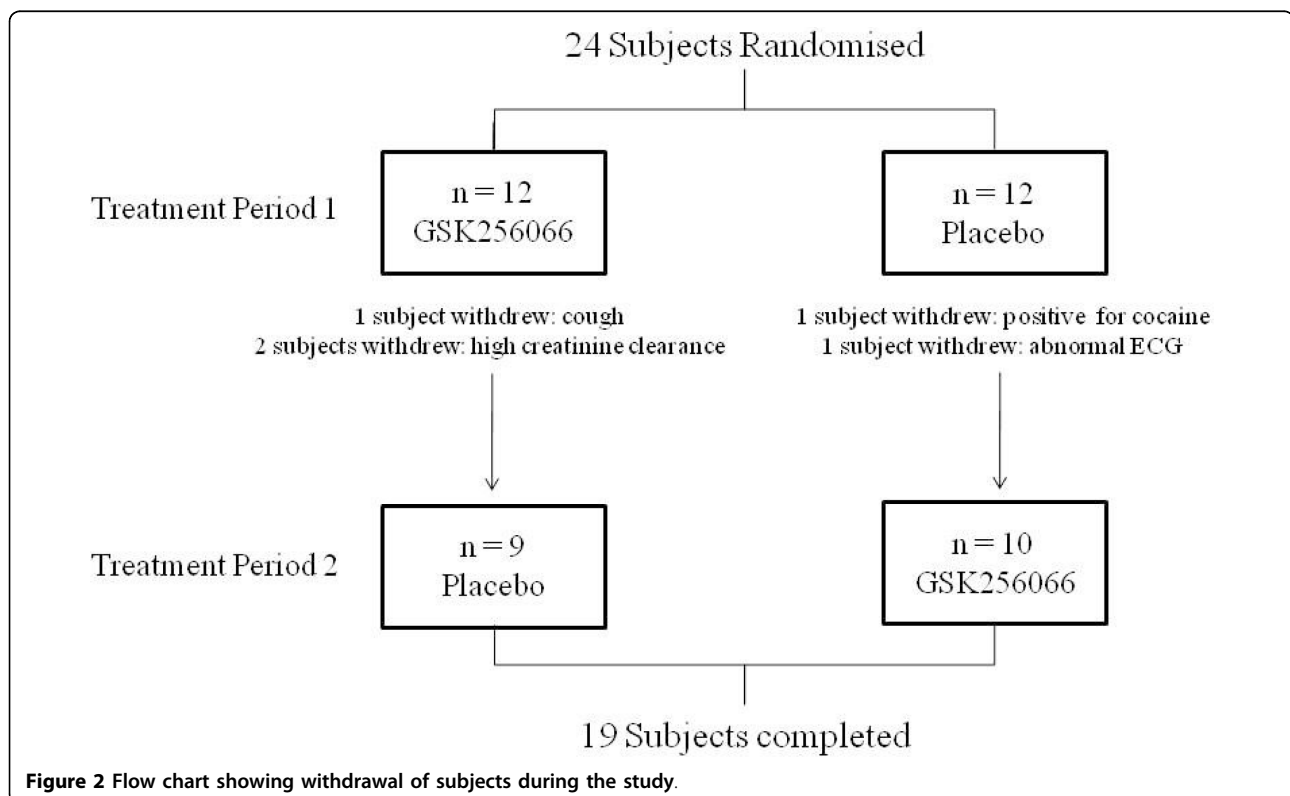 24 Subjects Randomised
Treatment Period 1
n = 12
GSK256066
n = 12
Placebo
1 subject withdrew: cough
2 subjects withdrew: high creatinine clearance
1 subject withdrew: positive for cocaine
1 subject withdrew: abnormal ECG
Treatment Period 2
n = 9
Placebo
n = 10
GSK256066
19 Subjects completed
Figure 2 Flow chart showing withdrawal of subjects during the study.